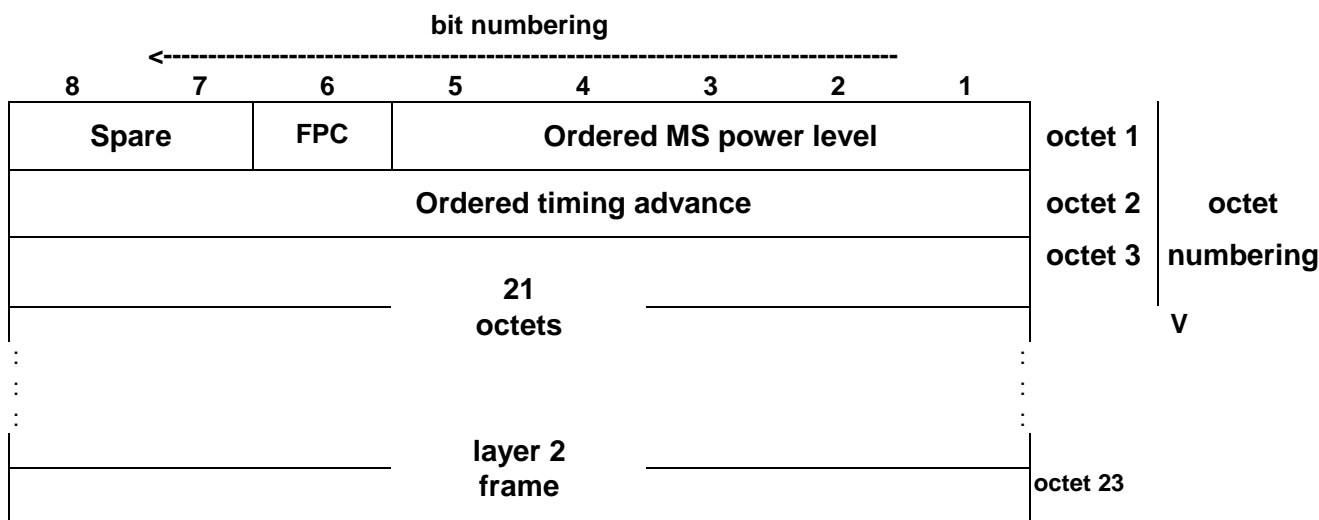 bit numbering
<--------------------------------------------------------------------------------
8 7 6 5 4 3 2 1
Spare FPC Ordered MS power level octet 1
Ordered timing advance octet 2 octet
octet 3 numbering
21
octets
V
: :
: :
: :
layer 2
frame
octet 23